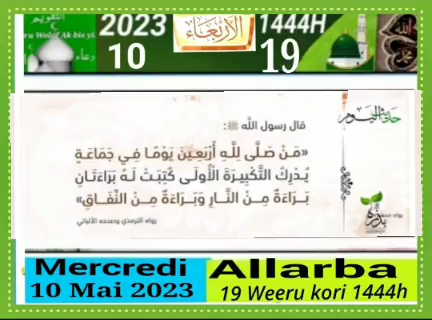 2023
1444H
الأربعاء
10
19
حديث اليوم
قال رسول الله ﷺ:
«مَنْ صَلَّى لِلَّهِ أَرْبَعِينَ يَوْمًا فِي جَمَاعَةٍ
يُدْرِكُ التَّكْبِيرَةَ الْأُولَى كُتِبَتْ لَهُ بَرَاءَتَانِ
بَرَاءَةٌ مِنَ النَّارِ وَبَرَاءَةٌ مِنَ النِّفَاقِ»
رواه الترمذي وصححه الألباني
بذرة
Mercredi
10 Mai 2023
Allarba
19 Weeru kori 1444h